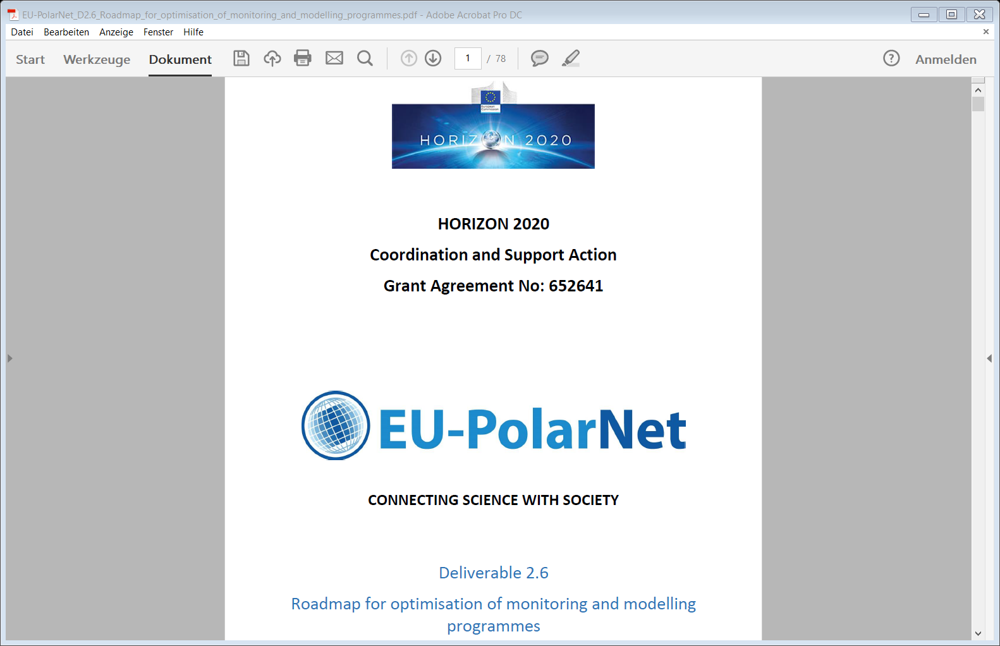 EU-PolarNet_D2.6_Roadmap_for_optimisation_of_monitoring_and_modelling_programmes.pdf - Adobe Acrobat Pro DC
Datei Bearbeiten Anzeige Fenster Hilfe
Start Werkzeuge Dokument 1 / 78 Anmelden
European
Commission
HORIZON 2020
HORIZON 2020
Coordination and Support Action
Grant Agreement No: 652641
EU-PolarNet
CONNECTING SCIENCE WITH SOCIETY
Deliverable 2.6
Roadmap for optimisation of monitoring and modelling
programmes